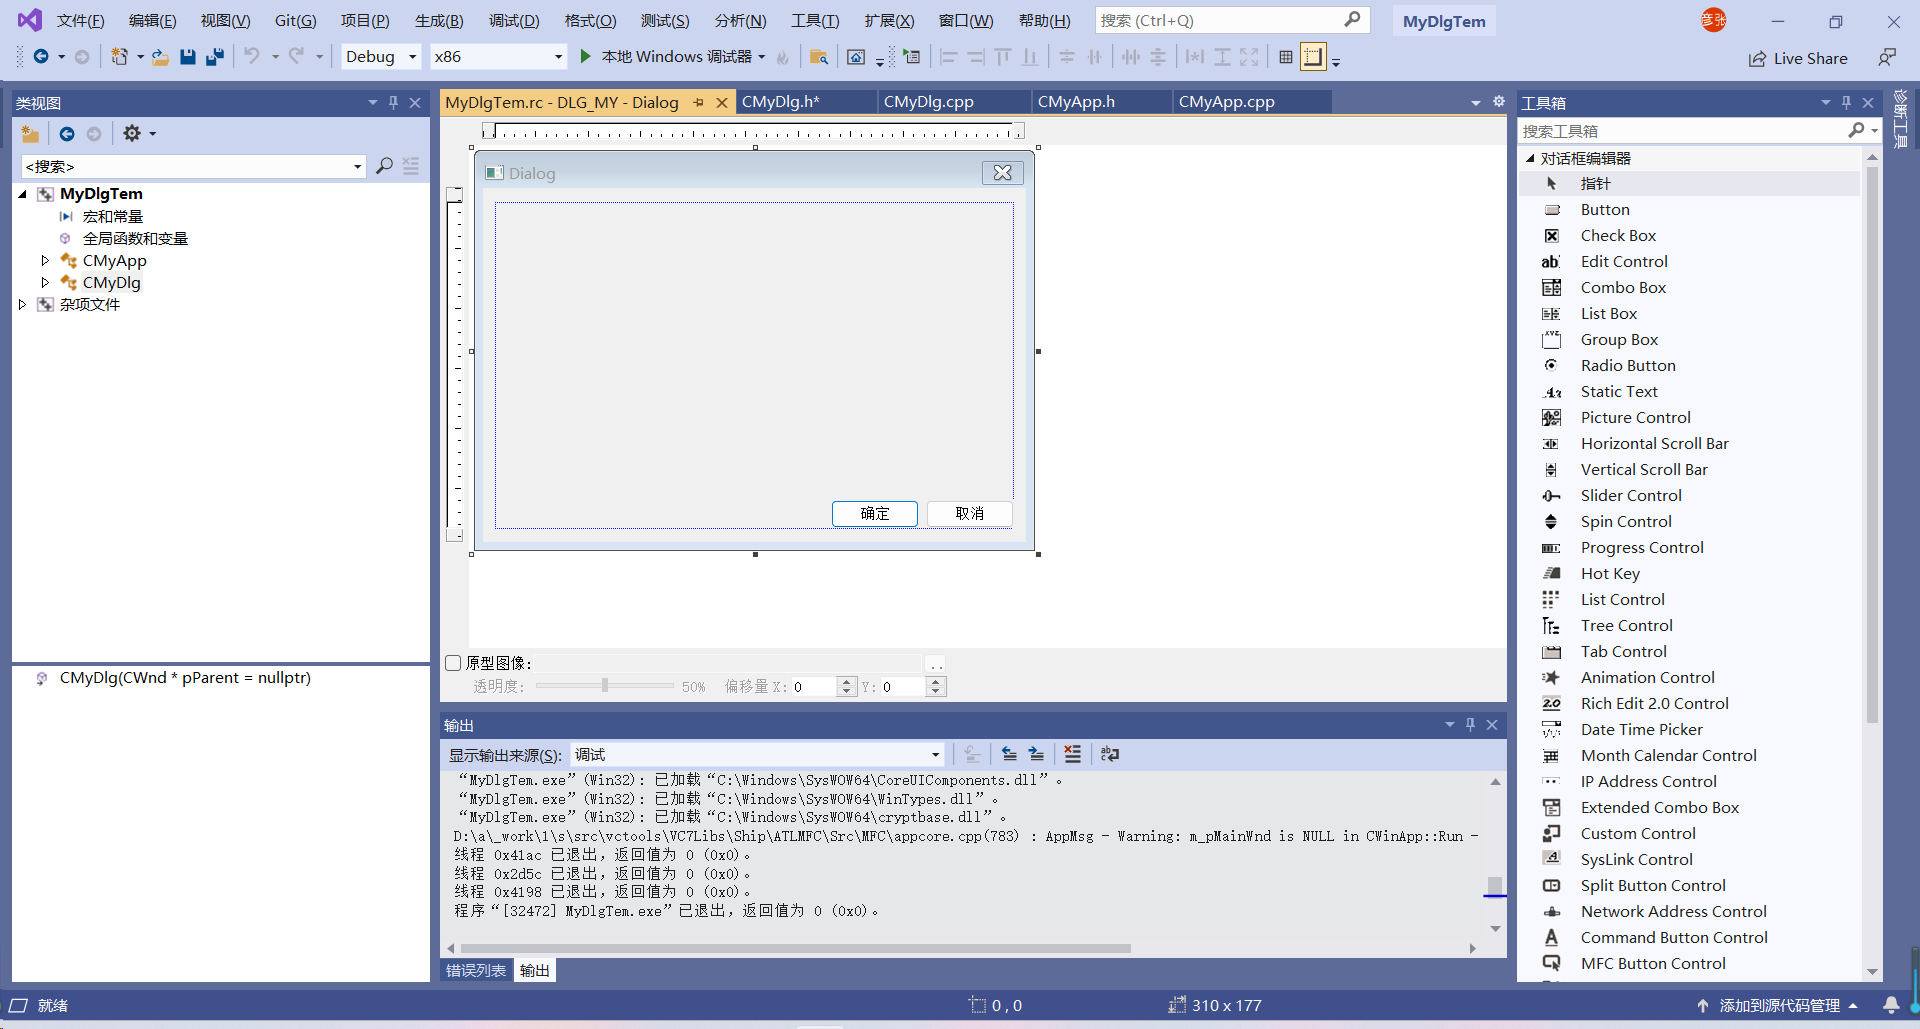 文件(F) 编辑(E) 视图(V) Git(G) 项目(P) 生成(B) 调试(D) 格式(O) 测试(S) 分析(N) 工具(T) 扩展(X) 窗口(W) 帮助(H) 搜索 (Ctrl+Q) MyDlgTem 彦张
Debug x86 本地 Windows 调试器 Live Share
类视图
<搜索>
MyDlgTem
宏和常量
全局函数和变量
CMyApp
CMyDlg
杂项文件
CMyDlg(CWnd * pParent = nullptr)
MyDlgTem.rc - DLG_MY - Dialog CMyDlg.h* CMyDlg.cpp CMyApp.h CMyApp.cpp
Dialog
确定 取消
原型图像: ..
透明度: 50% 偏移量 X: 0 Y: 0
输出
显示输出来源(S): 调试
“MyDlgTem.exe”(Win32): 已加载“C:\Windows\SysWOW64\CoreUIComponents.dll”。
“MyDlgTem.exe”(Win32): 已加载“C:\Windows\SysWOW64\WinTypes.dll”。
“MyDlgTem.exe”(Win32): 已加载“C:\Windows\SysWOW64\cryptbase.dll”。
D:\a\_work\1\s\src\vctools\VC7Libs\Ship\ATLMFC\Src\MFC\appcore.cpp(783) : AppMsg - Warning: m_pMainWnd is NULL in CWinApp::Run -
线程 0x41ac 已退出，返回值为 0 (0x0)。
线程 0x2d5c 已退出，返回值为 0 (0x0)。
线程 0x4198 已退出，返回值为 0 (0x0)。
程序“[32472] MyDlgTem.exe”已退出，返回值为 0 (0x0)。
错误列表 输出
工具箱
搜索工具箱
对话框编辑器
指针
Button
Check Box
Edit Control
Combo Box
List Box
Group Box
Radio Button
Static Text
Picture Control
Horizontal Scroll Bar
Vertical Scroll Bar
Slider Control
Spin Control
Progress Control
Hot Key
List Control
Tree Control
Tab Control
Animation Control
Rich Edit 2.0 Control
Date Time Picker
Month Calendar Control
IP Address Control
Extended Combo Box
Custom Control
SysLink Control
Split Button Control
Network Address Control
Command Button Control
MFC Button Control
诊断工具
就绪 0 , 0 310 x 177 添加到源代码管理